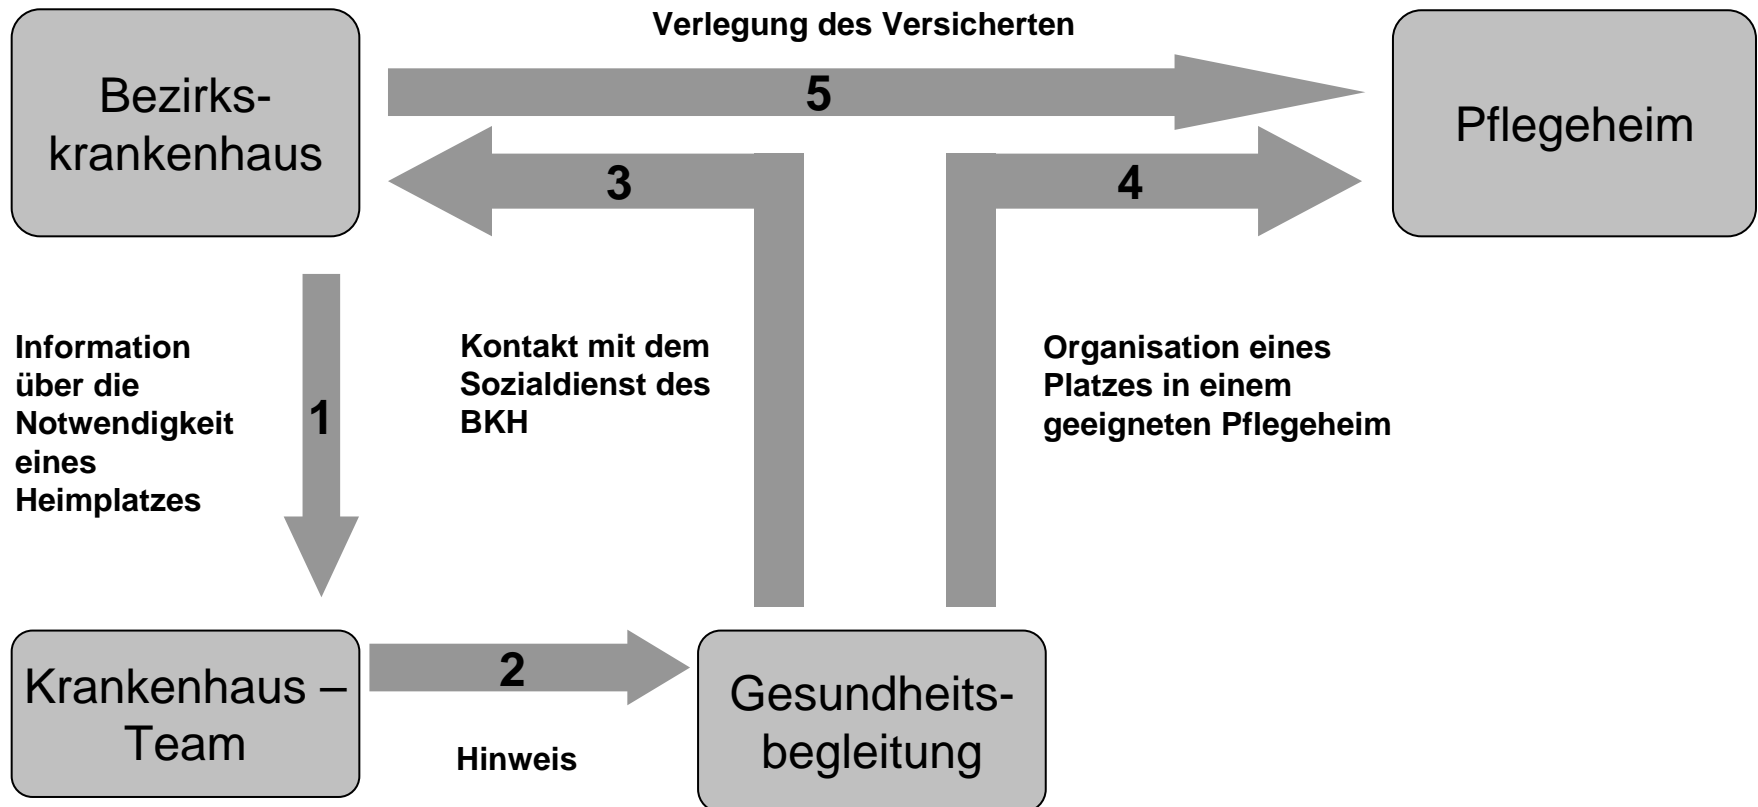 Verlegung des Versicherten
Bezirks-
krankenhaus
5
Pflegeheim
3
4
Information
über die
Notwendigkeit
eines
Heimplatzes
1
Kontakt mit dem
Sozialdienst des
BKH
Organisation eines
Platzes in einem
geeigneten Pflegeheim
Krankenhaus –
Team
2
Hinweis
Gesundheits-
begleitung